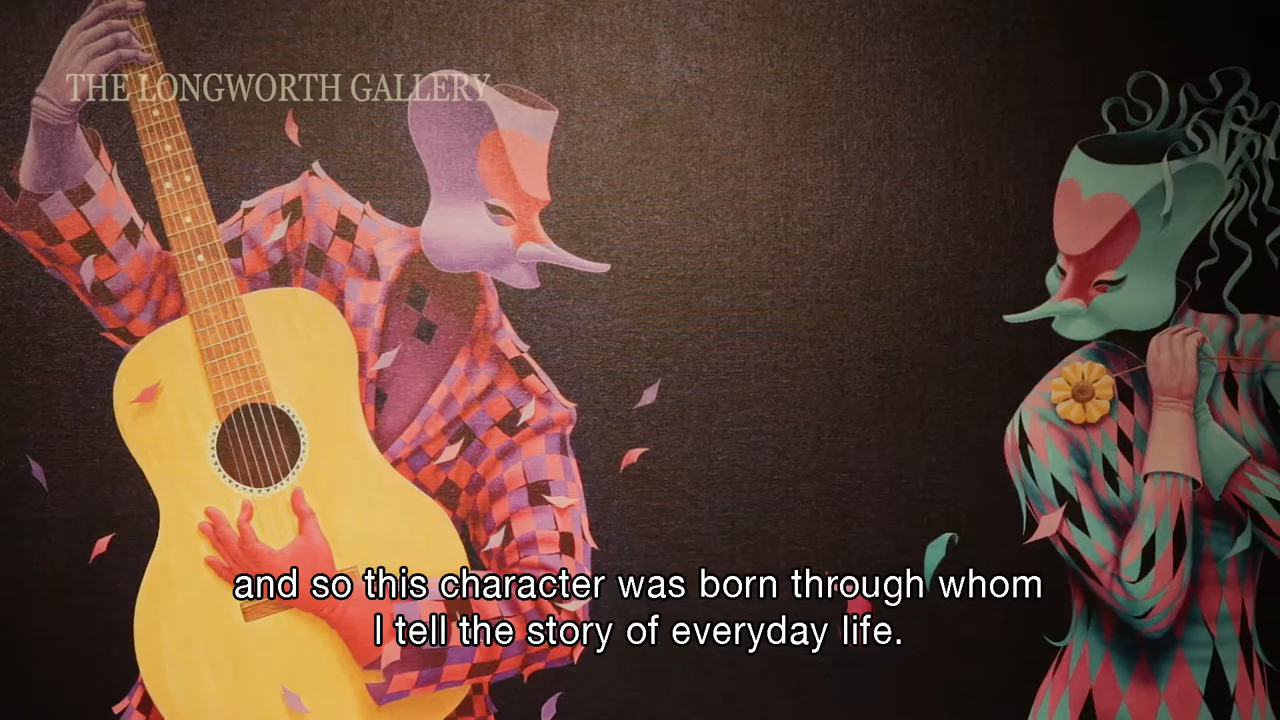 THE LONGWORTH GALLERY
and so this character was born through whom
I tell the story of everyday life.